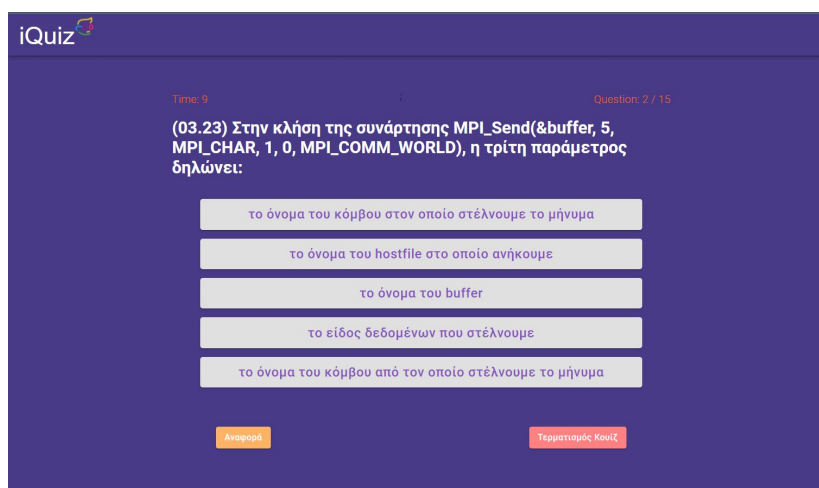 iQuiz
Time: 9
Question: 2 / 15
(03.23) Στην κλήση της συνάρτησης MPI_Send(&buffer, 5,
MPI_CHAR, 1, 0, MPI_COMM_WORLD), η τρίτη παράμετρος
δηλώνει:
το όνομα του κόμβου στον οποίο στέλνουμε το μήνυμα
το όνομα του hostfile στο οποίο ανήκουμε
το όνομα του buffer
το είδος δεδομένων που στέλνουμε
το όνομα του κόμβου από τον οποίο στέλνουμε το μήνυμα
Αναφορά
Τερματισμός Κουίζ